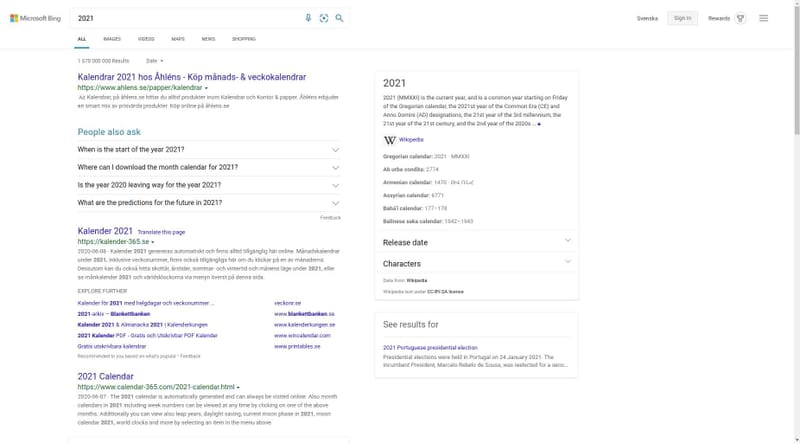 Microsoft Bing
2021
Svenska
Sign in
Rewards
ALL
IMAGES
VIDEOS
MAPS
NEWS
SHOPPING
1 670 000 000 Results
Date
Kalendrar 2021 hos Åhléns - Köp månads- & veckokalendrar
https://www.ahlens.se/papper/kalendrar
Ad Kalendrar, på åhlens.se hittar du alltid produkter inom Kalendrar och Kontor & papper. Åhlens erbjuder
en smart mix av prisvärda produkter. Köp online på åhlens.se
People also ask
When is the start of the year 2021?
Where can I download the month calendar for 2021?
Is the year 2020 leaving way for the year 2021?
What are the predictions for the future in 2021?
Feedback
Kalender 2021 Translate this page
https://kalender-365.se
2020-06-08 · Kalender 2021 genereras automatiskt och finns alltid tillgänglig här online. Månadskalendrar
under 2021, inklusive veckonummer, finns också tillgängliga här om du klickar på en av månaderna.
Dessutom kan du också hitta skottår, årstider, sommar- och vintertid och månens läge under 2021, eller
se månkalender 2021 och världsklockorna via menyn överst på denna sida.
EXPLORE FURTHER
Kalender för 2021 med helgdagar och veckonummer ...
veckonr.se
2021-arkiv – Blankettbanken
www.blankettbanken.se
Kalender 2021 & Almanacka 2021 | Kalenderkungen
www.kalenderkungen.se
2021 Kalender PDF - Gratis och Utskrivbar PDF Kalender
www.wincalendar.com
Gratis utskrivbara kalendrar
www.printables.se
Recommended to you based on what's popular • Feedback
2021 Calendar
https://www.calendar-365.com/2021-calendar.html
2020-06-07 · The 2021 calendar is automatically generated and can always be visited online. Also month
calendars in 2021 including week numbers can be viewed at any time by clicking on one of the above
months. Additionally you can view also leap years, daylight saving, current moon phase in 2021, moon
calendar 2021, world clocks and more by selecting an item in the menu above.
2021
2021 (MMXXI) is the current year, and is a common year starting on Friday
of the Gregorian calendar, the 2021st year of the Common Era (CE) and
Anno Domini (AD) designations, the 21st year of the 3rd millennium, the
21st year of the 21st century, and the 2nd year of the 2020s ...
W Wikipedia
Gregorian calendar: 2021 · MMXXI
Ab urbe condita: 2774
Armenian calendar: 1470 ·
Assyrian calendar: 6771
Bahá'í calendar: 177–178
Balinese saka calendar: 1942–1943
Release date
Characters
Data from: Wikipedia
Wikipedia text under CC-BY-SA license
See results for
2021 Portuguese presidential election
Presidential elections were held in Portugal on 24 January 2021. The
incumbent President, Marcelo Rebelo de Sousa, was reelected for a seco...